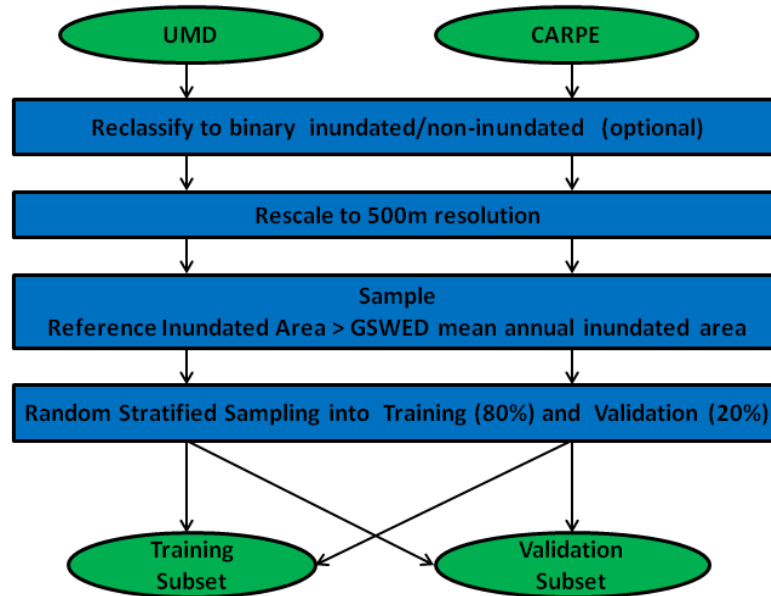 UMD CARPE
Reclassify to binary inundated/non-inundated (optional)
Rescale to 500m resolution
Sample
Reference Inundated Area > GSWED mean annual inundated area
Random Stratified Sampling into Training (80%) and Validation (20%)
Training
Subset
Validation
Subset